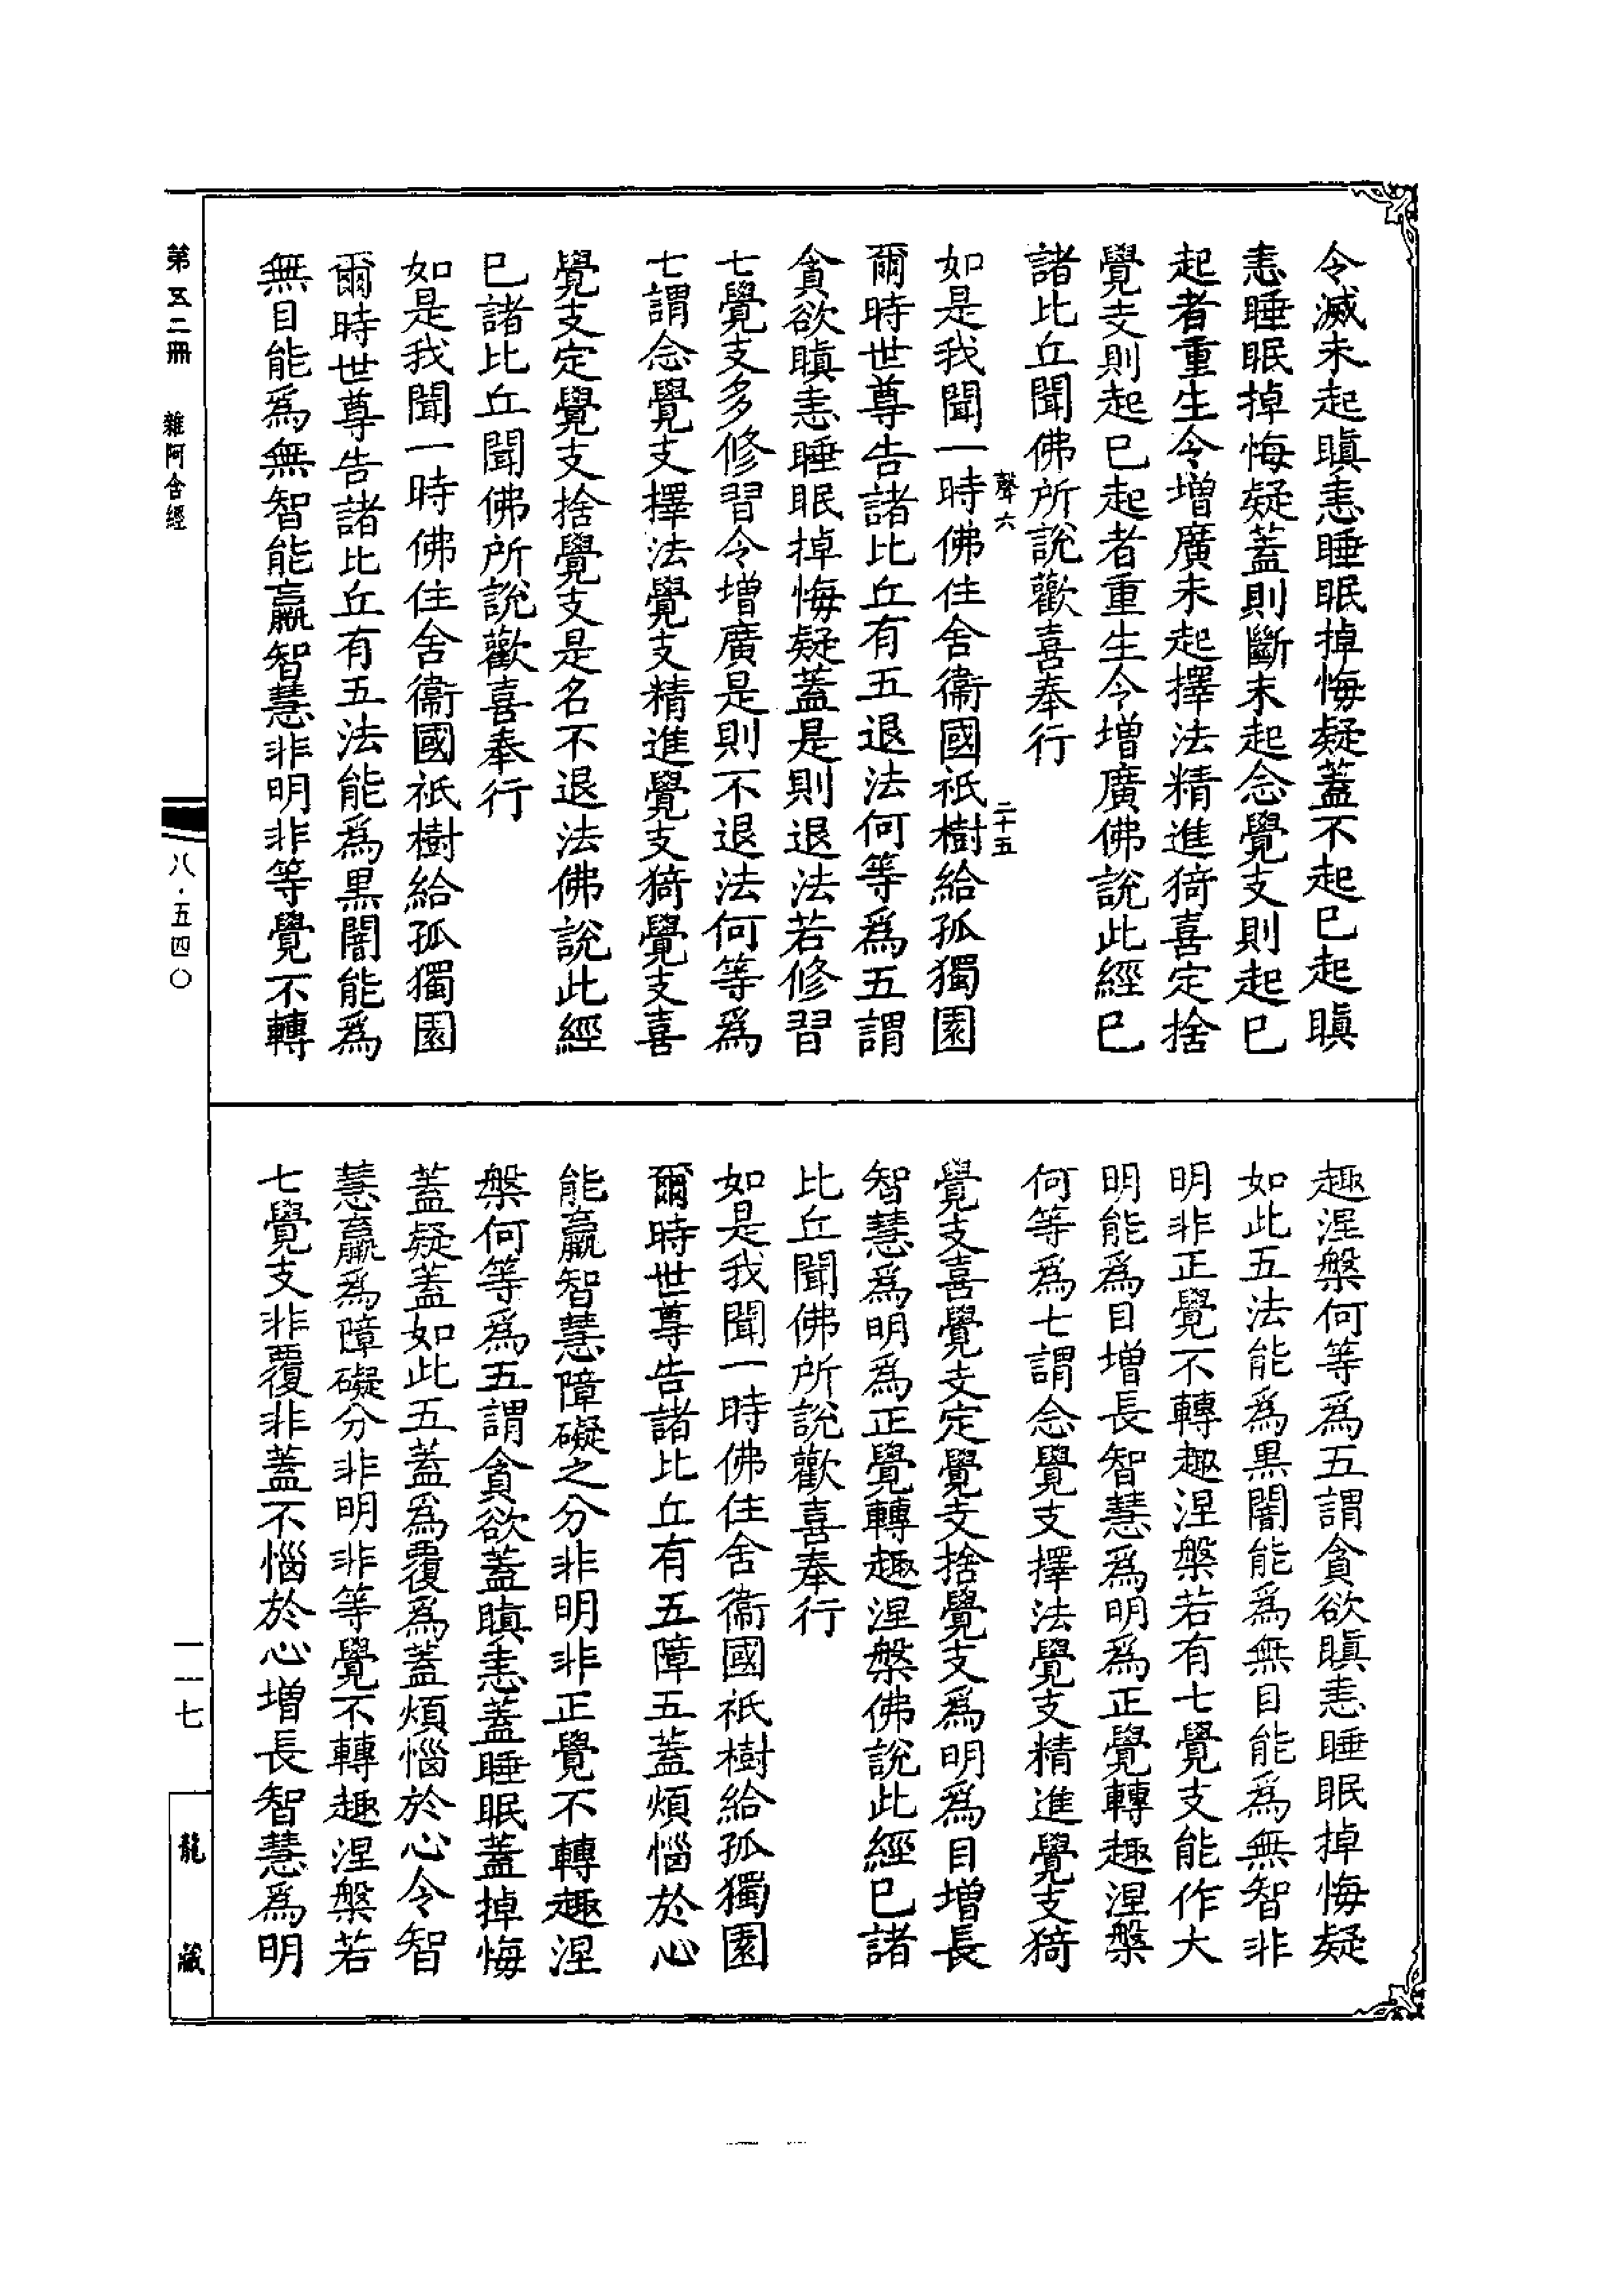 令滅未起瞋恚睡眠掉悔疑蓋不起已起瞋
恚睡眠掉悔疑蓋則斷未起念覺支則起已
起者重生令增廣未起擇法精進猗喜定捨
覺支則起已起者重生令增廣佛說此經已
諸比丘聞佛所說歡喜奉行
聲六
二十五
如是我聞一時佛住舍衞國祇樹給孤獨園
爾時世尊告諸比丘有五退法何等爲五謂
貪欲瞋恚睡眠掉悔疑蓋是則退法若修習
七覺支多修習令增廣是則不退法何等爲
七謂念覺支擇法覺支精進覺支猗覺支喜
覺支定覺支捨覺支是名不退法佛說此經
已諸比丘聞佛所說歡喜奉行
如是我聞一時佛住舍衞國祇樹給孤獨園
爾時世尊告諸比丘有五法能爲黑闇能爲
無目能爲無智能羸智慧非明非等覺不轉
趣涅槃何等爲五謂貪欲瞋恚睡眠掉悔疑
如此五法能爲黑闇能爲無目能爲無智非
明非正覺不轉趣涅槃若有七覺支能作大
明能爲目增長智慧爲明爲正覺轉趣涅槃
何等爲七謂念覺支擇法覺支精進覺支猗
覺支喜覺支定覺支捨覺支爲明爲目增長
智慧爲明爲正覺轉趣涅槃佛說此經已諸
比丘聞佛所說歡喜奉行
如是我聞一時佛住舍衞國祇樹給孤獨園
爾時世尊告諸比丘有五障五蓋煩惱於心
能羸智慧障礙之分非明非正覺不轉趣涅
槃何等爲五謂貪欲蓋瞋恚蓋睡眠蓋掉悔
蓋疑蓋如此五蓋爲覆爲蓋煩惱於心令智
慧羸爲障礙分非明非等覺不轉趣涅槃若
七覺支非覆非蓋不惱於心增長智慧爲明
第五二冊　雜阿含經
八·五四〇
一一七
龍藏